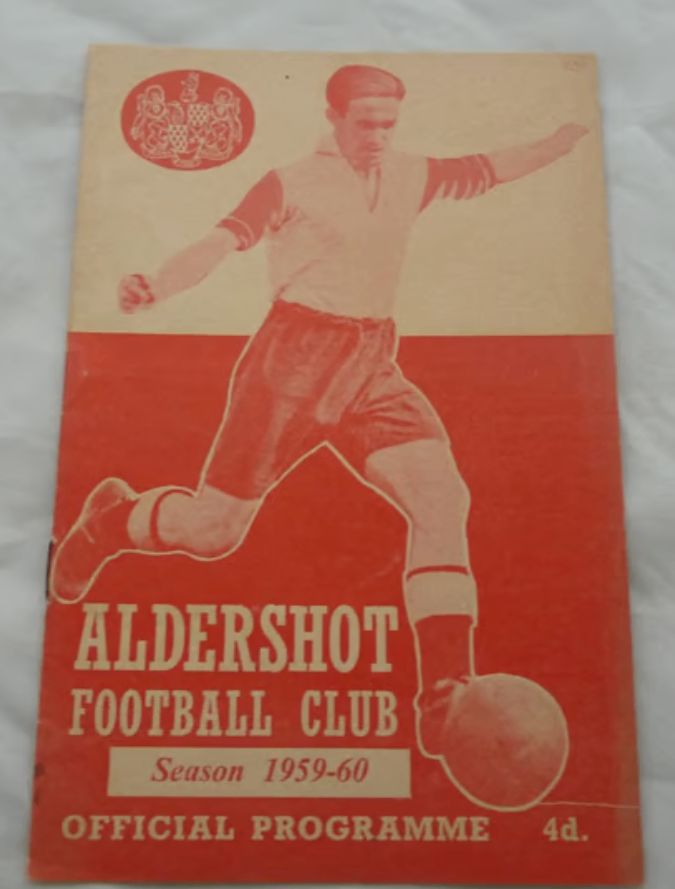 ALDERSHOT
FOOTBALL CLUB
Season 1959-60
OFFICIAL PROGRAMME 4d.